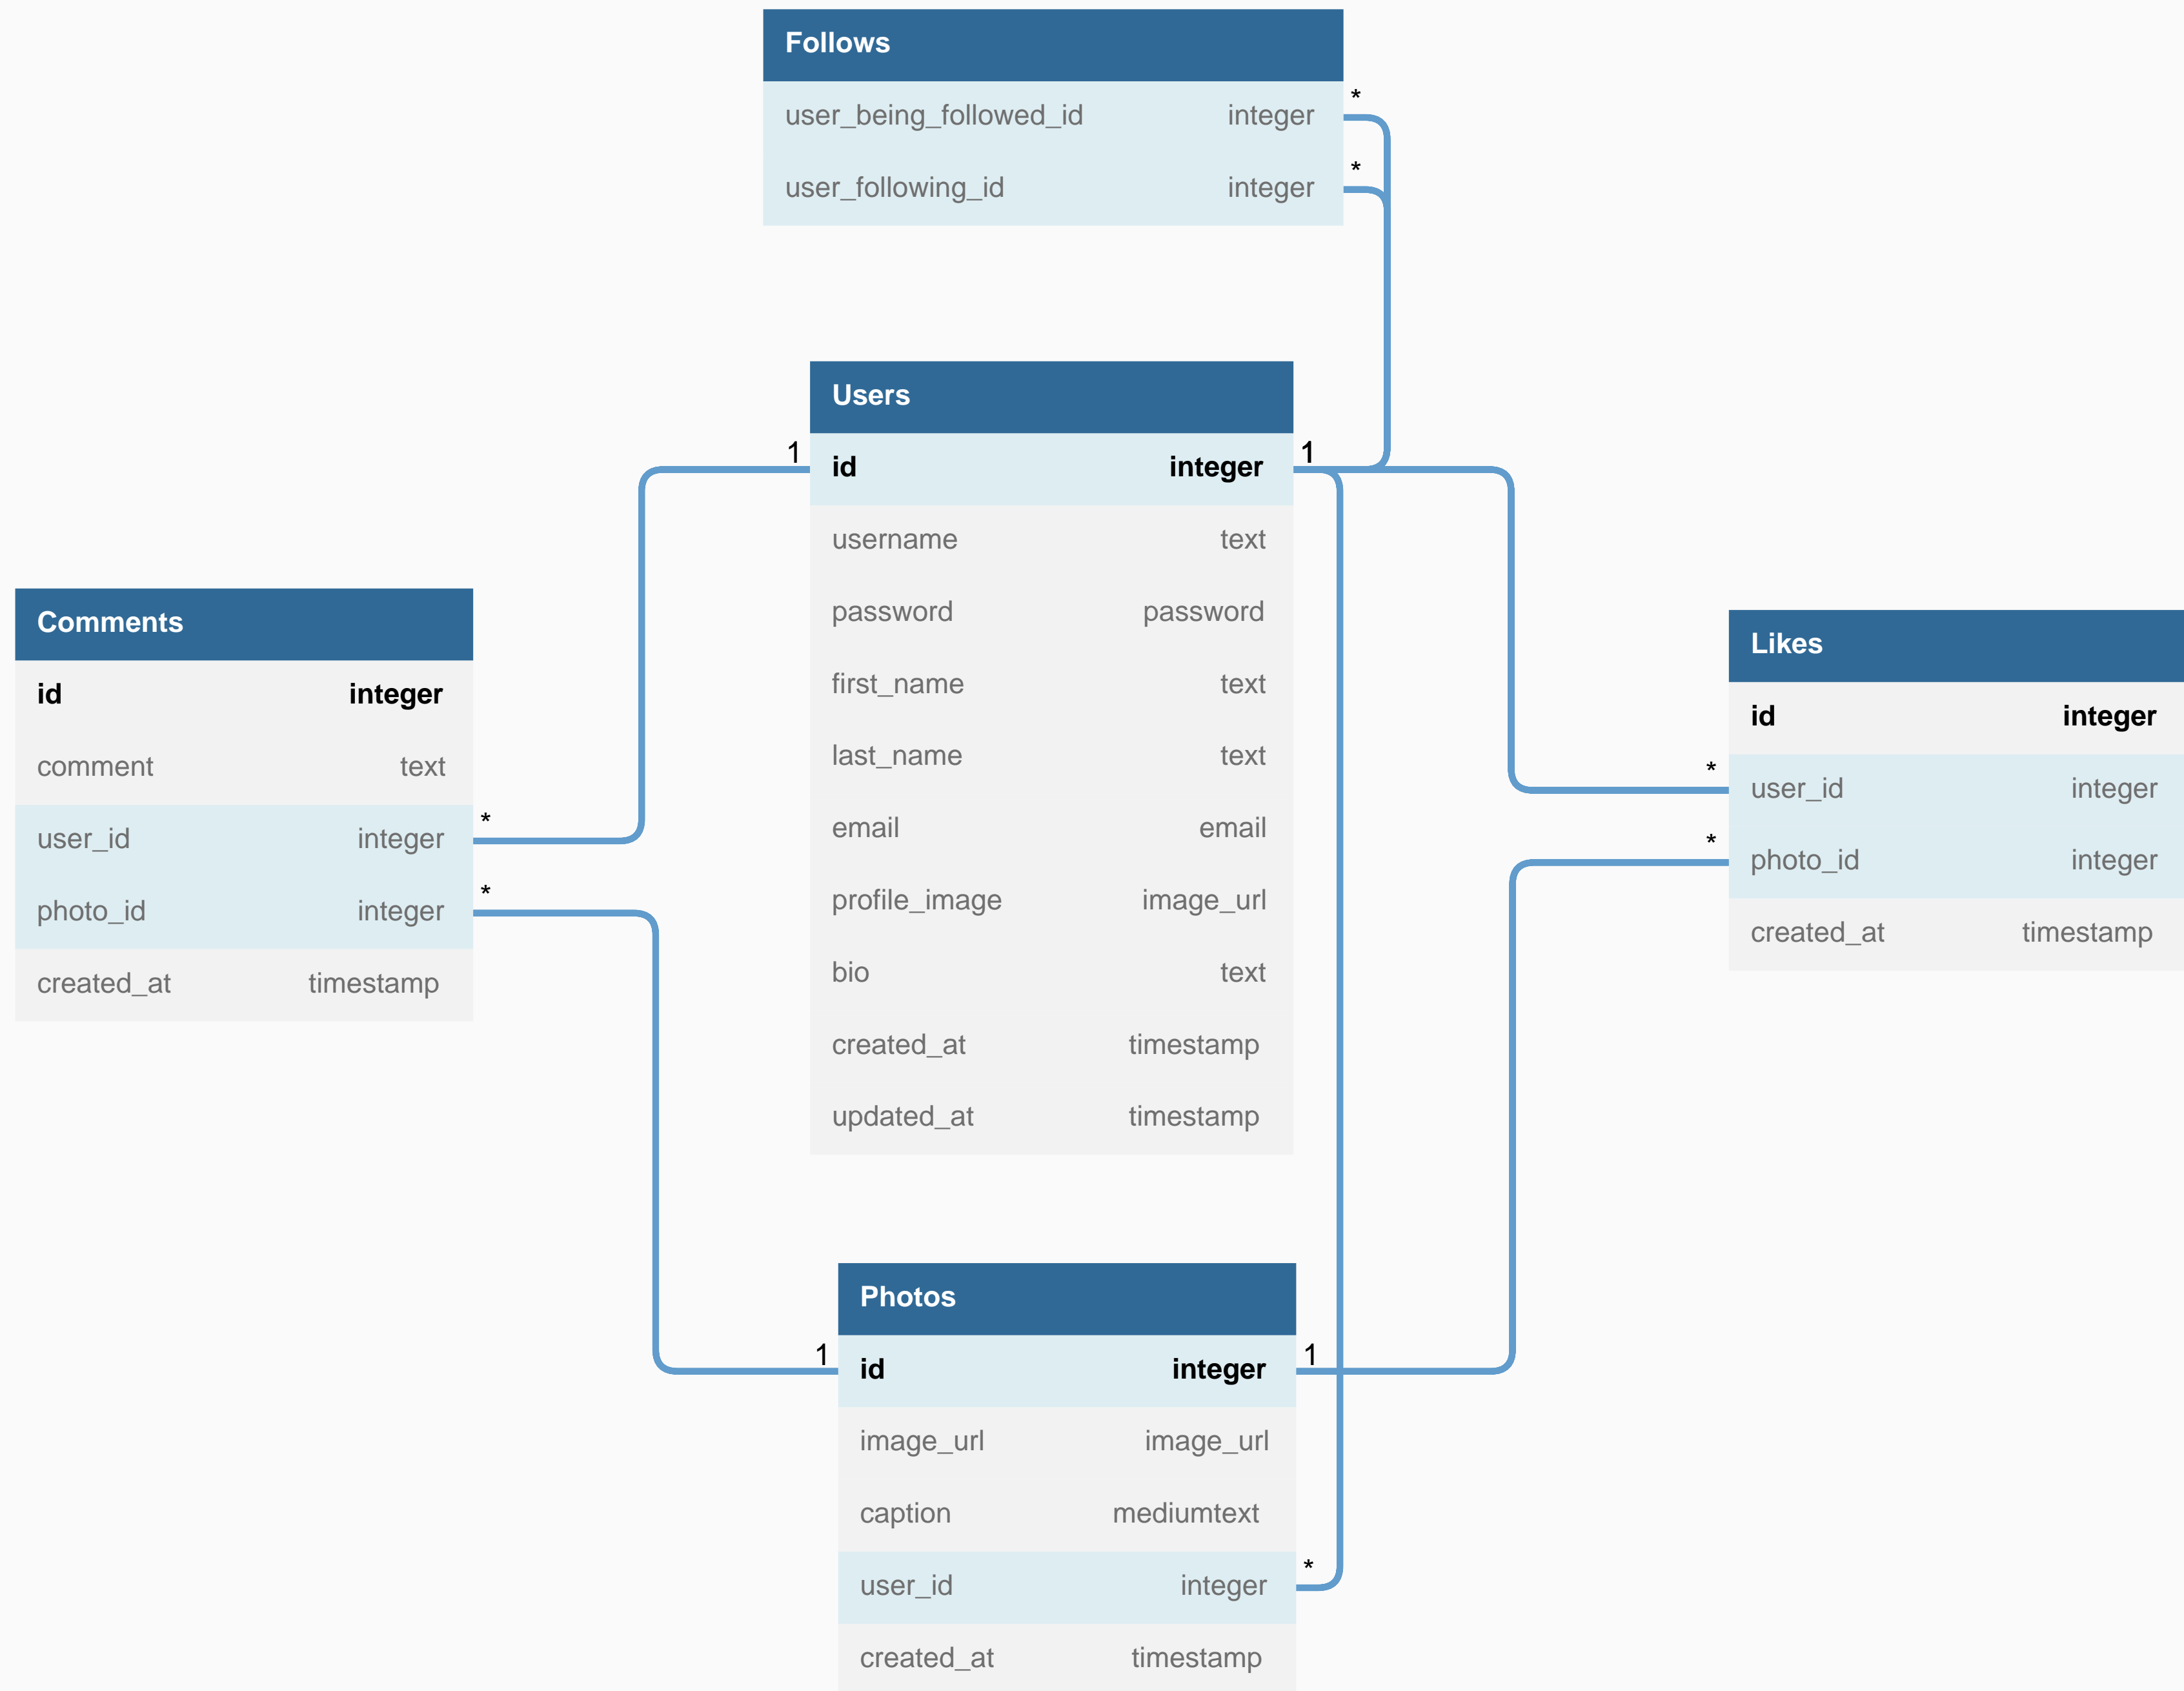 Follows
user_being_followed_id integer *
user_following_id integer *
Users
1 id integer 1
username text
password password
first_name text
last_name text
email email
profile_image image_url
bio text
created_at timestamp
updated_at timestamp
Comments
id integer
comment text
user_id integer *
photo_id integer *
created_at timestamp
Likes
id integer
* user_id integer
* photo_id integer
created_at timestamp
Photos
1 id integer 1
image_url image_url
caption mediumtext
user_id integer *
created_at timestamp